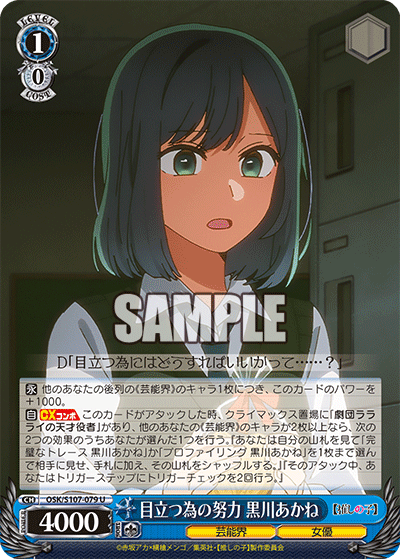 LEVEL
1
0
COST
SAMPLE
D「目立つ為にはどうすればいいかって……？」
永 他のあなたの後列の《芸能界》のキャラ1枚につき、このカードのパワーを
＋1000。
自 CXコンボ このカードがアタックした時、クライマックス置場に「劇団ララ
ライの天才役者」があり、他のあなたの《芸能界》のキャラが2枚以上なら、次
の2つの効果のうちあなたが選んだ1つを行う。『あなたは自分の山札を見て「完
璧なトレース 黒川あかね」か「プロファイリング 黒川あかね」を1枚まで選ん
で相手に見せ、手札に加え、その山札をシャッフルする。』『そのアタック中、あ
なたはトリガーステップにトリガーチェックを2回行う。』
CH OSK/S107-079 U
4000
目立つ為の努力 黒川あかね
【推しの子】
POWER
芸能界
女優
©赤坂アカ×横槍メンゴ／集英社・【推しの子】製作委員会